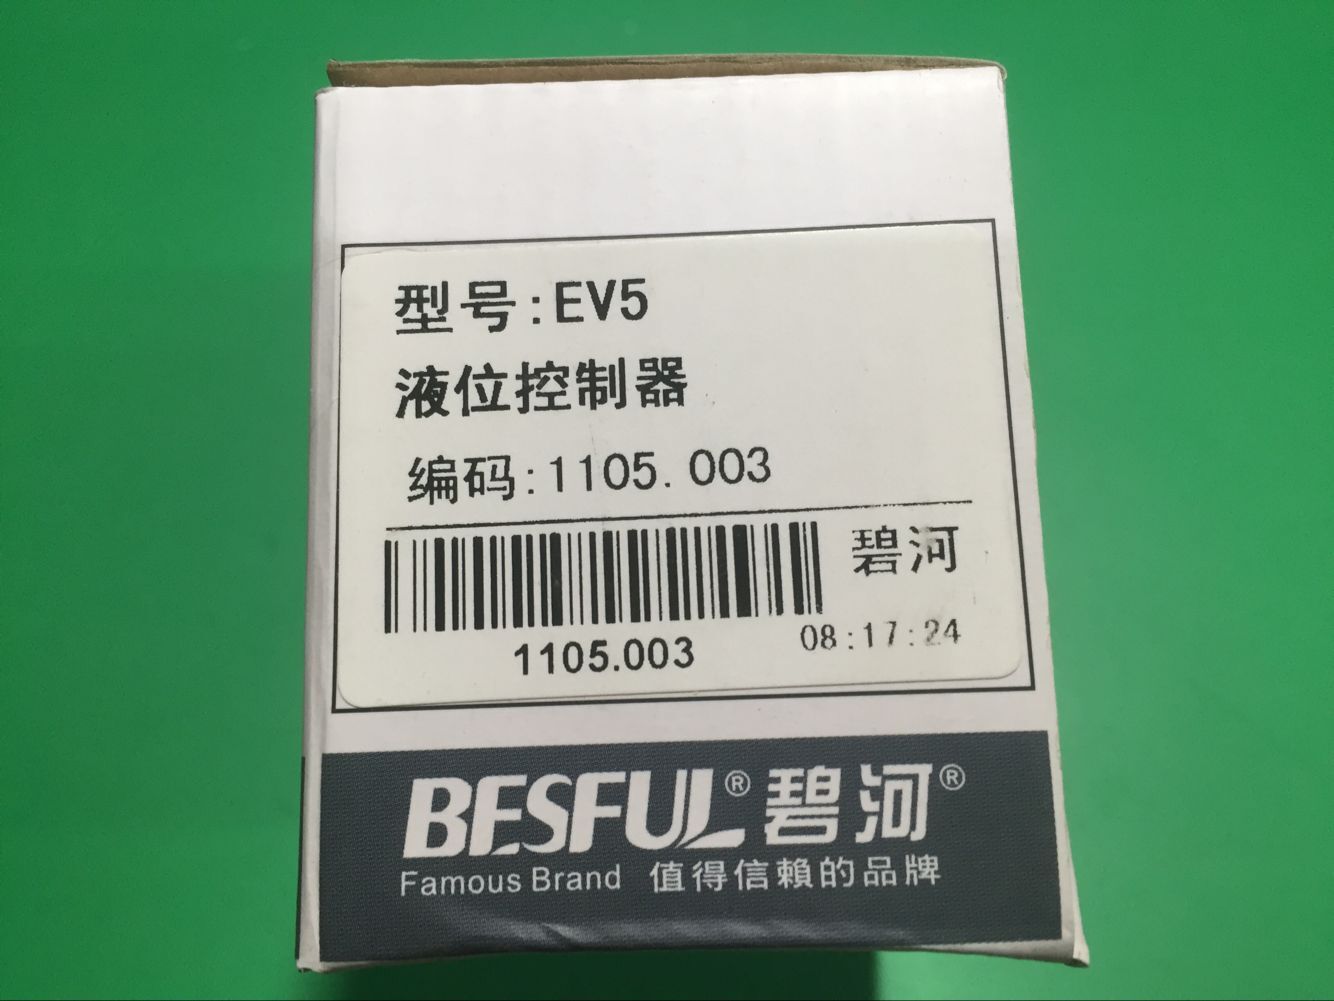 型号:EV5
液位控制器
编码:1105.003
碧河
1105.003
08:17:24
BESFUL® 碧河®
Famous Brand 值得信賴的品牌